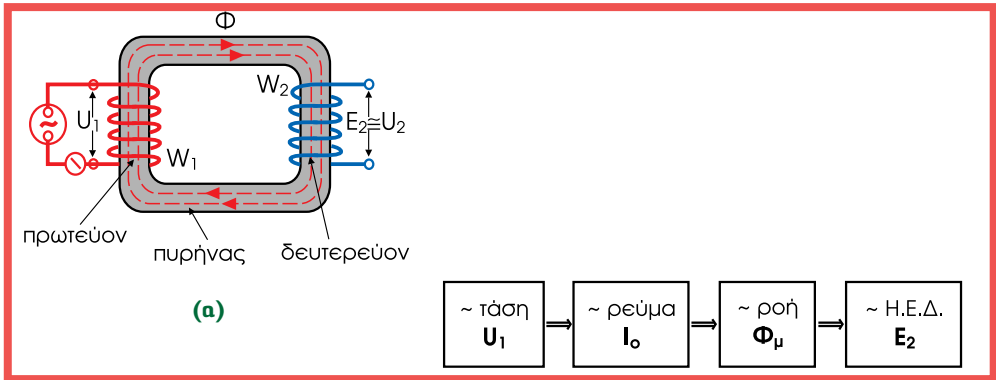 Φ
W₂
U₁
E₂≅U₂
W₁
πρωτεύον
πυρήνας
δευτερεύον
(α)
~ τάση
U₁
~ ρεύμα
Iₒ
~ ροή
Φμ
~ Η.Ε.Δ.
E₂